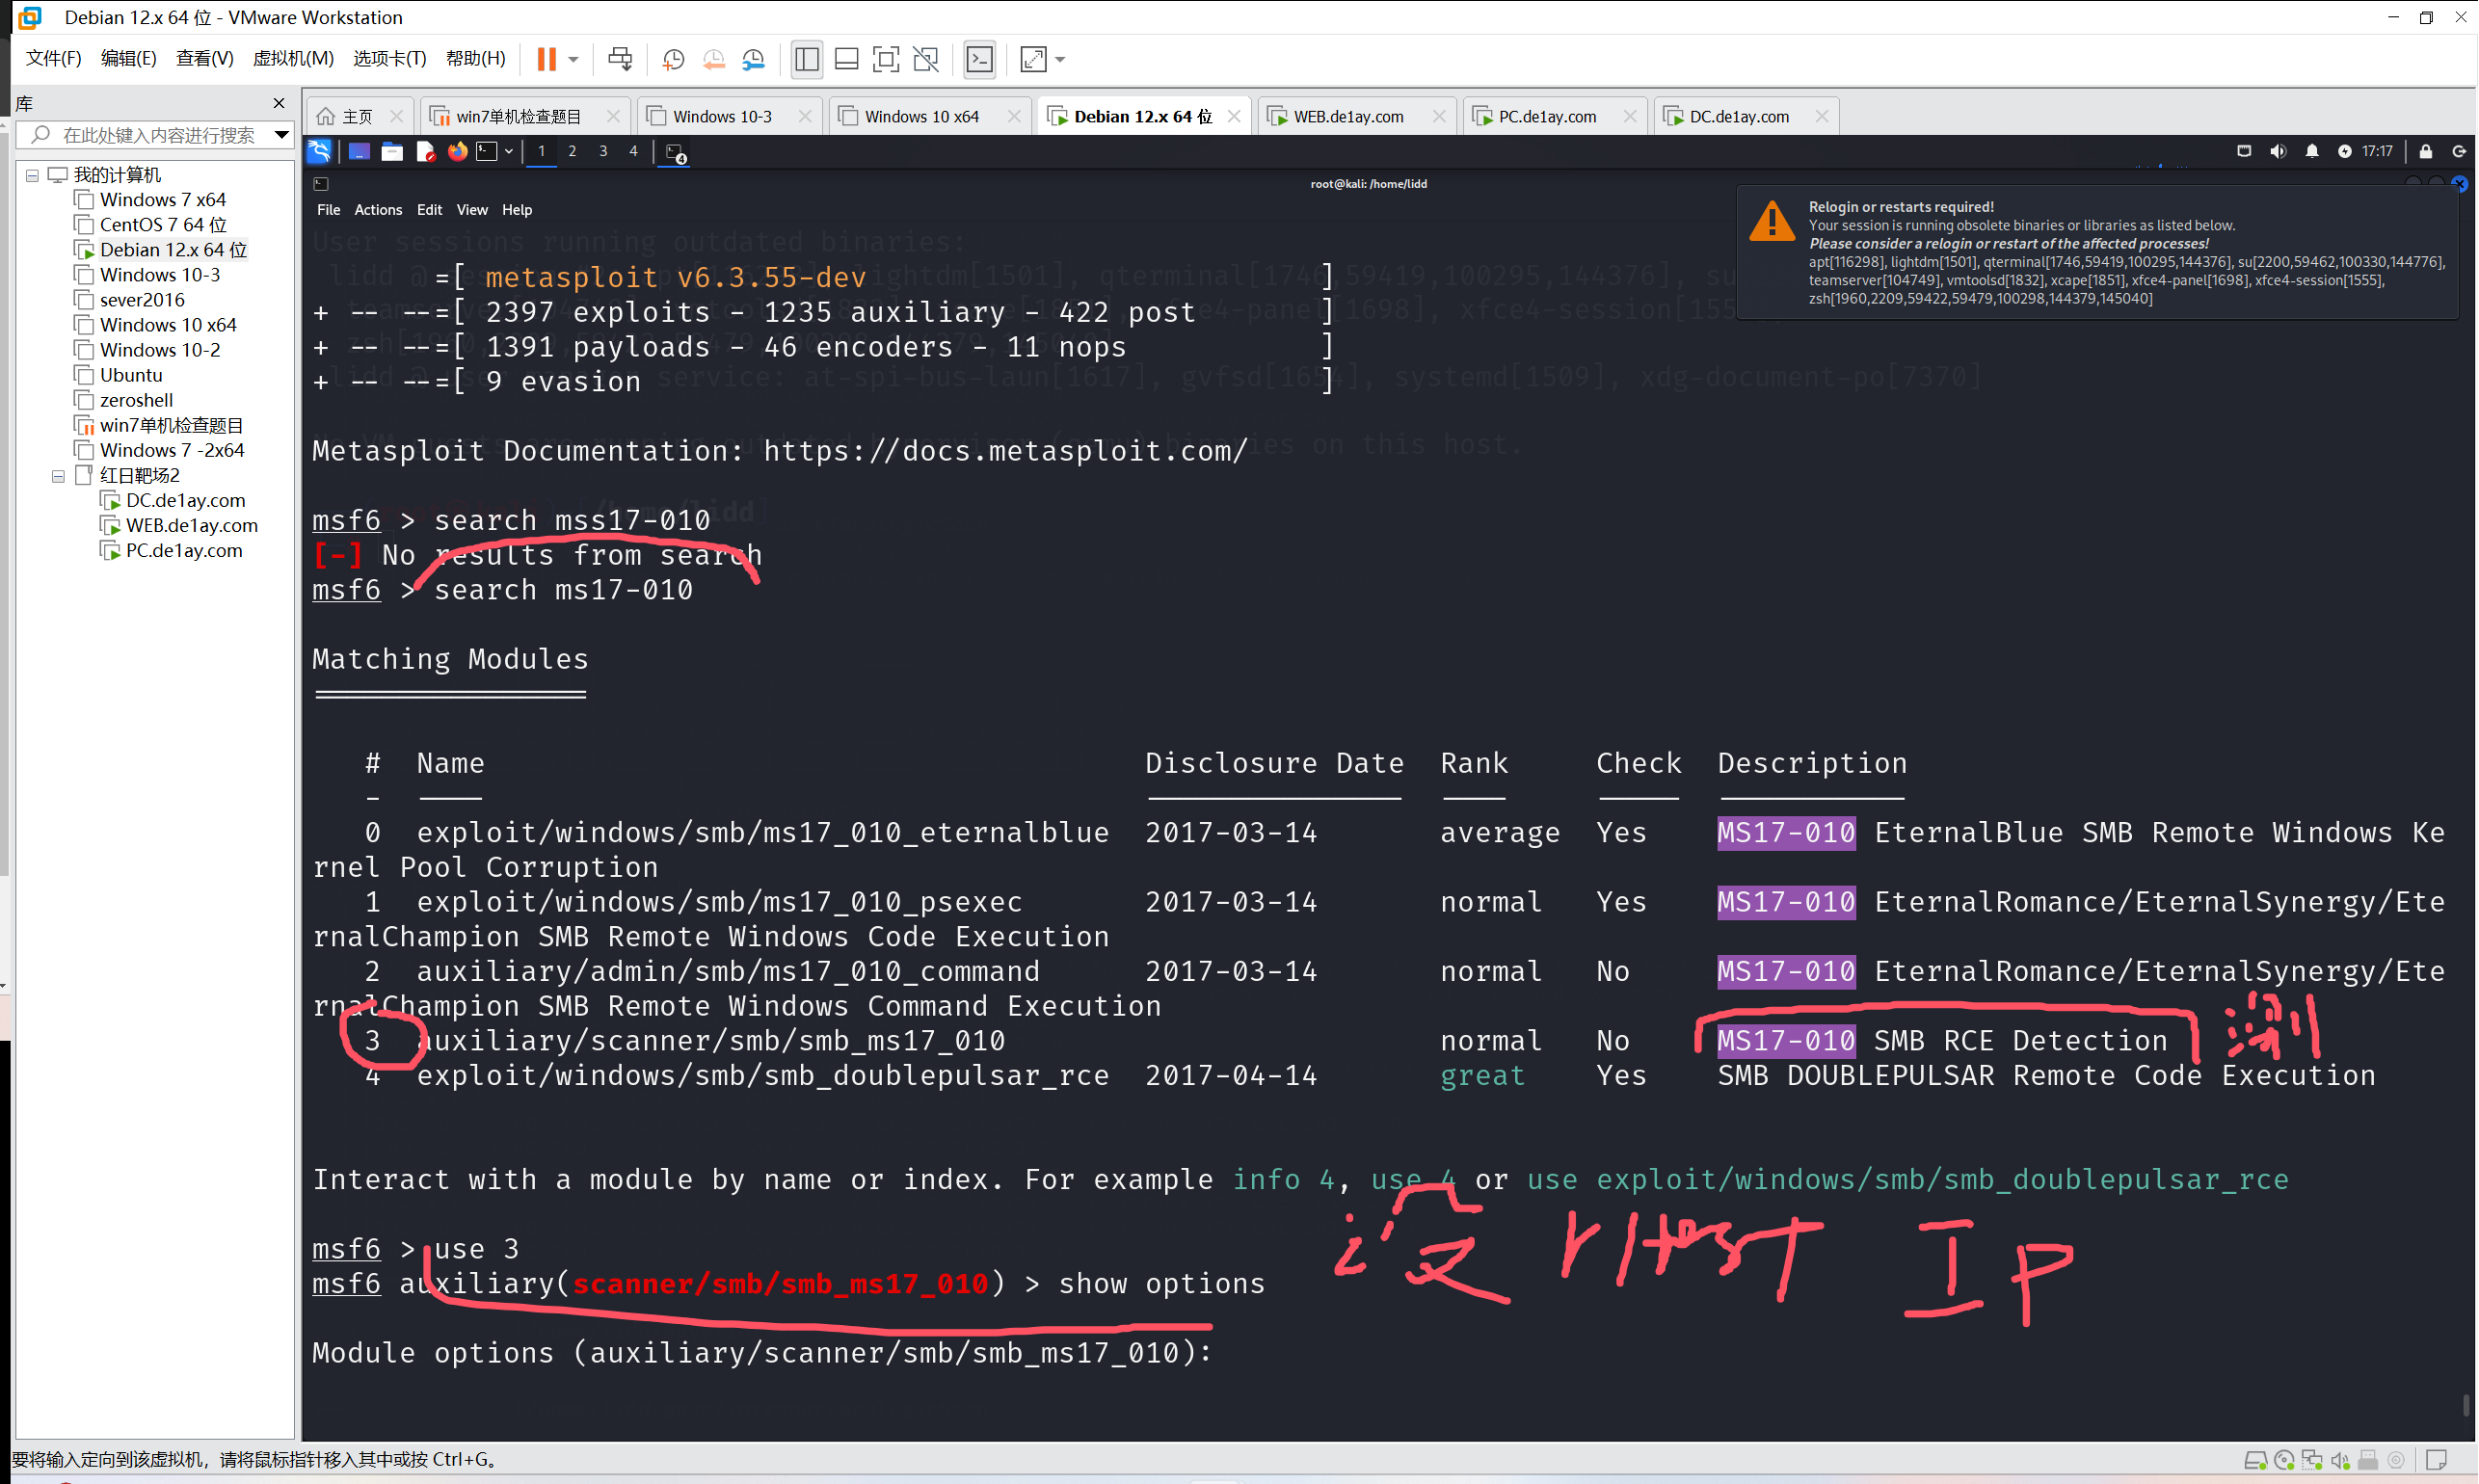 Debian 12.x 64 位 - VMware Workstation
文件(F) 编辑(E) 查看(V) 虚拟机(M) 选项卡(T) 帮助(H)
库
在此处键入内容进行搜索
我的计算机
Windows 7 x64
CentOS 7 64 位
Debian 12.x 64 位
Windows 10-3
sever2016
Windows 10 x64
Windows 10-2
Ubuntu
zeroshell
win7单机检查题目
Windows 7 -2x64
红日靶场2
DC.de1ay.com
WEB.de1ay.com
PC.de1ay.com
主页 win7单机检查题目 Windows 10-3 Windows 10 x64 Debian 12.x 64 位 WEB.de1ay.com PC.de1ay.com DC.de1ay.com
1 2 3 4 4 17:17
root@kali: /home/lidd
File Actions Edit View Help
Relogin or restarts required!
Your session is running obsolete binaries or libraries as listed below.
Please consider a relogin or restart of the affected processes!
apt[116298], lightdm[1501], qterminal[1746,59419,100295,144376], su[2200,59462,100330,144776],
teamserver[104749], vmtoolsd[1832], xcape[1851], xfce4-panel[1698], xfce4-session[1555],
zsh[1960,2209,59422,59479,100298,144379,145040]
User sessions running outdated binaries:
=[ metasploit v6.3.55-dev ]
+ -- --=[ 2397 exploits - 1235 auxiliary - 422 post ]
+ -- --=[ 1391 payloads - 46 encoders - 11 nops ]
+ -- --=[ 9 evasion ]
Metasploit Documentation: https://docs.metasploit.com/
msf6 > search mss17-010
[-] No results from search
msf6 > search ms17-010
Matching Modules
================
# Name Disclosure Date Rank Check Description
- ---- --------------- ---- ----- -----------
0 exploit/windows/smb/ms17_010_eternalblue 2017-03-14 average Yes MS17-010 EternalBlue SMB Remote Windows Ke
rnel Pool Corruption
1 exploit/windows/smb/ms17_010_psexec 2017-03-14 normal Yes MS17-010 EternalRomance/EternalSynergy/Ete
rnalChampion SMB Remote Windows Code Execution
2 auxiliary/admin/smb/ms17_010_command 2017-03-14 normal No MS17-010 EternalRomance/EternalSynergy/Ete
rnalChampion SMB Remote Windows Command Execution
3 auxiliary/scanner/smb/smb_ms17_010 normal No MS17-010 SMB RCE Detection
4 exploit/windows/smb/smb_doublepulsar_rce 2017-04-14 great Yes SMB DOUBLEPULSAR Remote Code Execution
Interact with a module by name or index. For example info 4, use 4 or use exploit/windows/smb/smb_doublepulsar_rce
msf6 > use 3
msf6 auxiliary(scanner/smb/smb_ms17_010) > show options
rHosT IP
Module options (auxiliary/scanner/smb/smb_ms17_010):
要将输入定向到该虚拟机，请将鼠标指针移入其中或按 Ctrl+G。